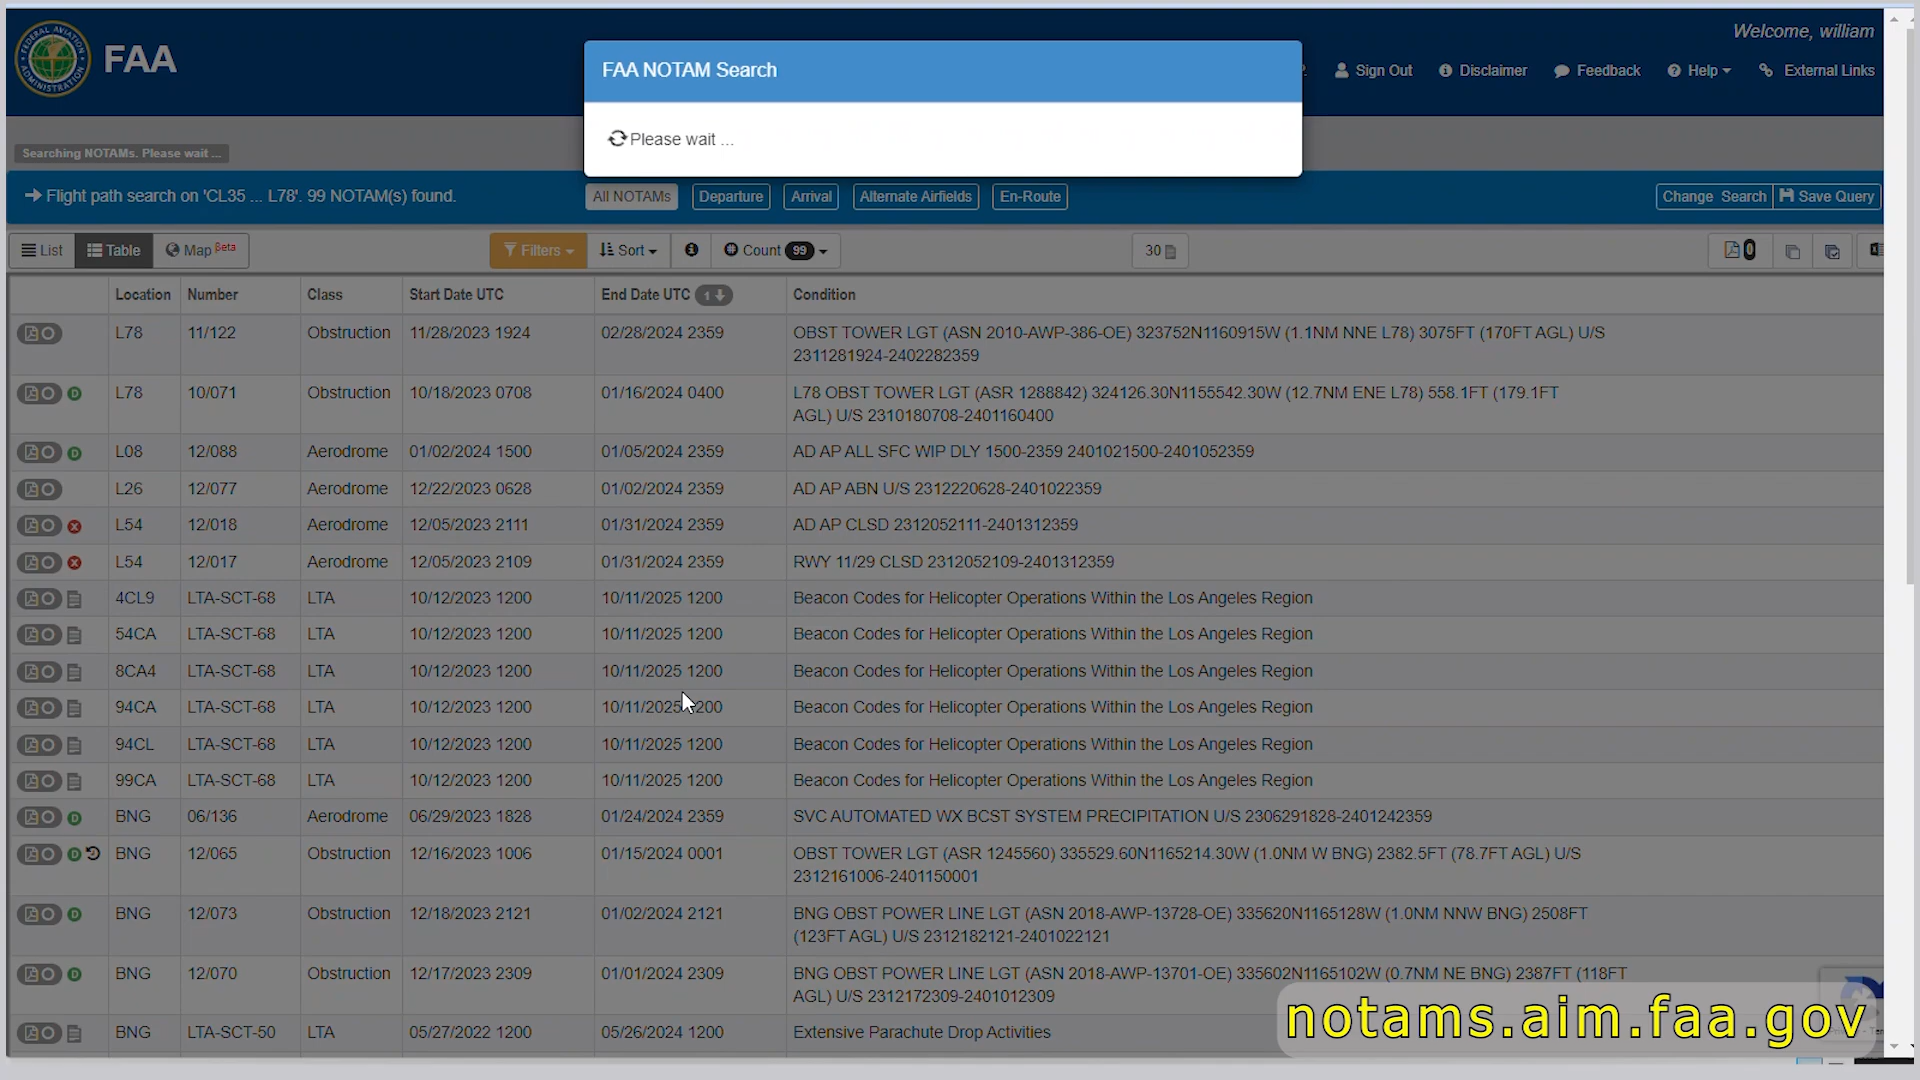 Welcome, william
FAA
FAA NOTAM Search
Sign Out Disclaimer Feedback Help External Links
Please wait ...
Searching NOTAMs. Please wait ...
Flight path search on 'CL35 ... L78'. 99 NOTAM(s) found. All NOTAMs Departure Arrival Alternate Airfields En-Route Change Search Save Query
List Table Map Beta Filters Sort Count 99 30 0
Location Number Class Start Date UTC End Date UTC 1 Condition
L78 11/122 Obstruction 11/28/2023 1924 02/28/2024 2359 OBST TOWER LGT (ASN 2010-AWP-386-OE) 323752N1160915W (1.1NM NNE L78) 3075FT (170FT AGL) U/S
2311281924-2402282359
L78 10/071 Obstruction 10/18/2023 0708 01/16/2024 0400 L78 OBST TOWER LGT (ASR 1288842) 324126.30N1155542.30W (12.7NM ENE L78) 558.1FT (179.1FT
AGL) U/S 2310180708-2401160400
L08 12/088 Aerodrome 01/02/2024 1500 01/05/2024 2359 AD AP ALL SFC WIP DLY 1500-2359 2401021500-2401052359
L26 12/077 Aerodrome 12/22/2023 0628 01/02/2024 2359 AD AP ABN U/S 2312220628-2401022359
L54 12/018 Aerodrome 12/05/2023 2111 01/31/2024 2359 AD AP CLSD 2312052111-2401312359
L54 12/017 Aerodrome 12/05/2023 2109 01/31/2024 2359 RWY 11/29 CLSD 2312052109-2401312359
4CL9 LTA-SCT-68 LTA 10/12/2023 1200 10/11/2025 1200 Beacon Codes for Helicopter Operations Within the Los Angeles Region
54CA LTA-SCT-68 LTA 10/12/2023 1200 10/11/2025 1200 Beacon Codes for Helicopter Operations Within the Los Angeles Region
8CA4 LTA-SCT-68 LTA 10/12/2023 1200 10/11/2025 1200 Beacon Codes for Helicopter Operations Within the Los Angeles Region
94CA LTA-SCT-68 LTA 10/12/2023 1200 10/11/2025 1200 Beacon Codes for Helicopter Operations Within the Los Angeles Region
94CL LTA-SCT-68 LTA 10/12/2023 1200 10/11/2025 1200 Beacon Codes for Helicopter Operations Within the Los Angeles Region
99CA LTA-SCT-68 LTA 10/12/2023 1200 10/11/2025 1200 Beacon Codes for Helicopter Operations Within the Los Angeles Region
BNG 06/136 Aerodrome 06/29/2023 1828 01/24/2024 2359 SVC AUTOMATED WX BCST SYSTEM PRECIPITATION U/S 2306291828-2401242359
BNG 12/065 Obstruction 12/16/2023 1006 01/15/2024 0001 OBST TOWER LGT (ASR 1245560) 335529.60N1165214.30W (1.0NM W BNG) 2382.5FT (78.7FT AGL) U/S
2312161006-2401150001
BNG 12/073 Obstruction 12/18/2023 2121 01/02/2024 2121 BNG OBST POWER LINE LGT (ASN 2018-AWP-13728-OE) 335620N1165128W (1.0NM NNW BNG) 2508FT
(123FT AGL) U/S 2312182121-2401022121
BNG 12/070 Obstruction 12/17/2023 2309 01/01/2024 2309 BNG OBST POWER LINE LGT (ASN 2018-AWP-13701-OE) 335602N1165102W (0.7NM NE BNG) 2387FT (118FT
AGL) U/S 2312172309-2401012309
BNG LTA-SCT-50 LTA 05/27/2022 1200 05/26/2024 1200 Extensive Parachute Drop Activities
notams.aim.faa.gov